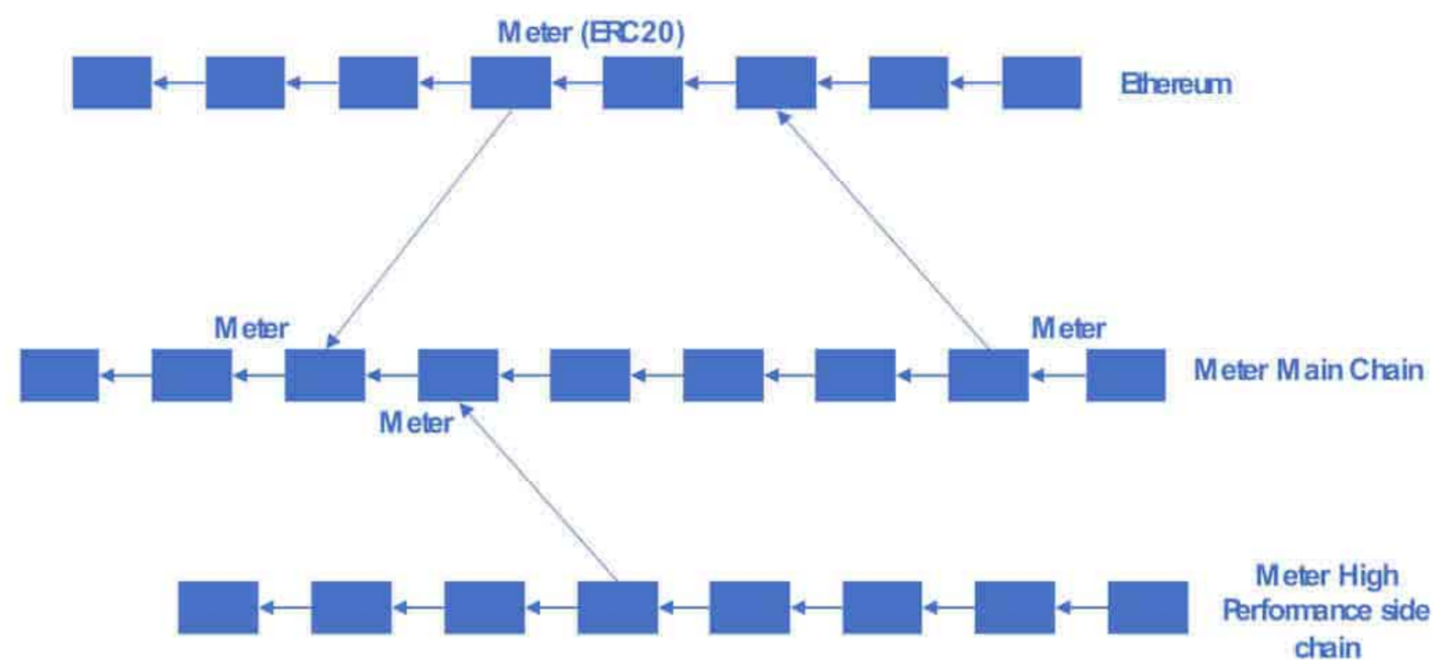 Meter (ERC20)
Ethereum
Meter
Meter
Meter Main Chain
Meter
Meter High
Performance side
chain